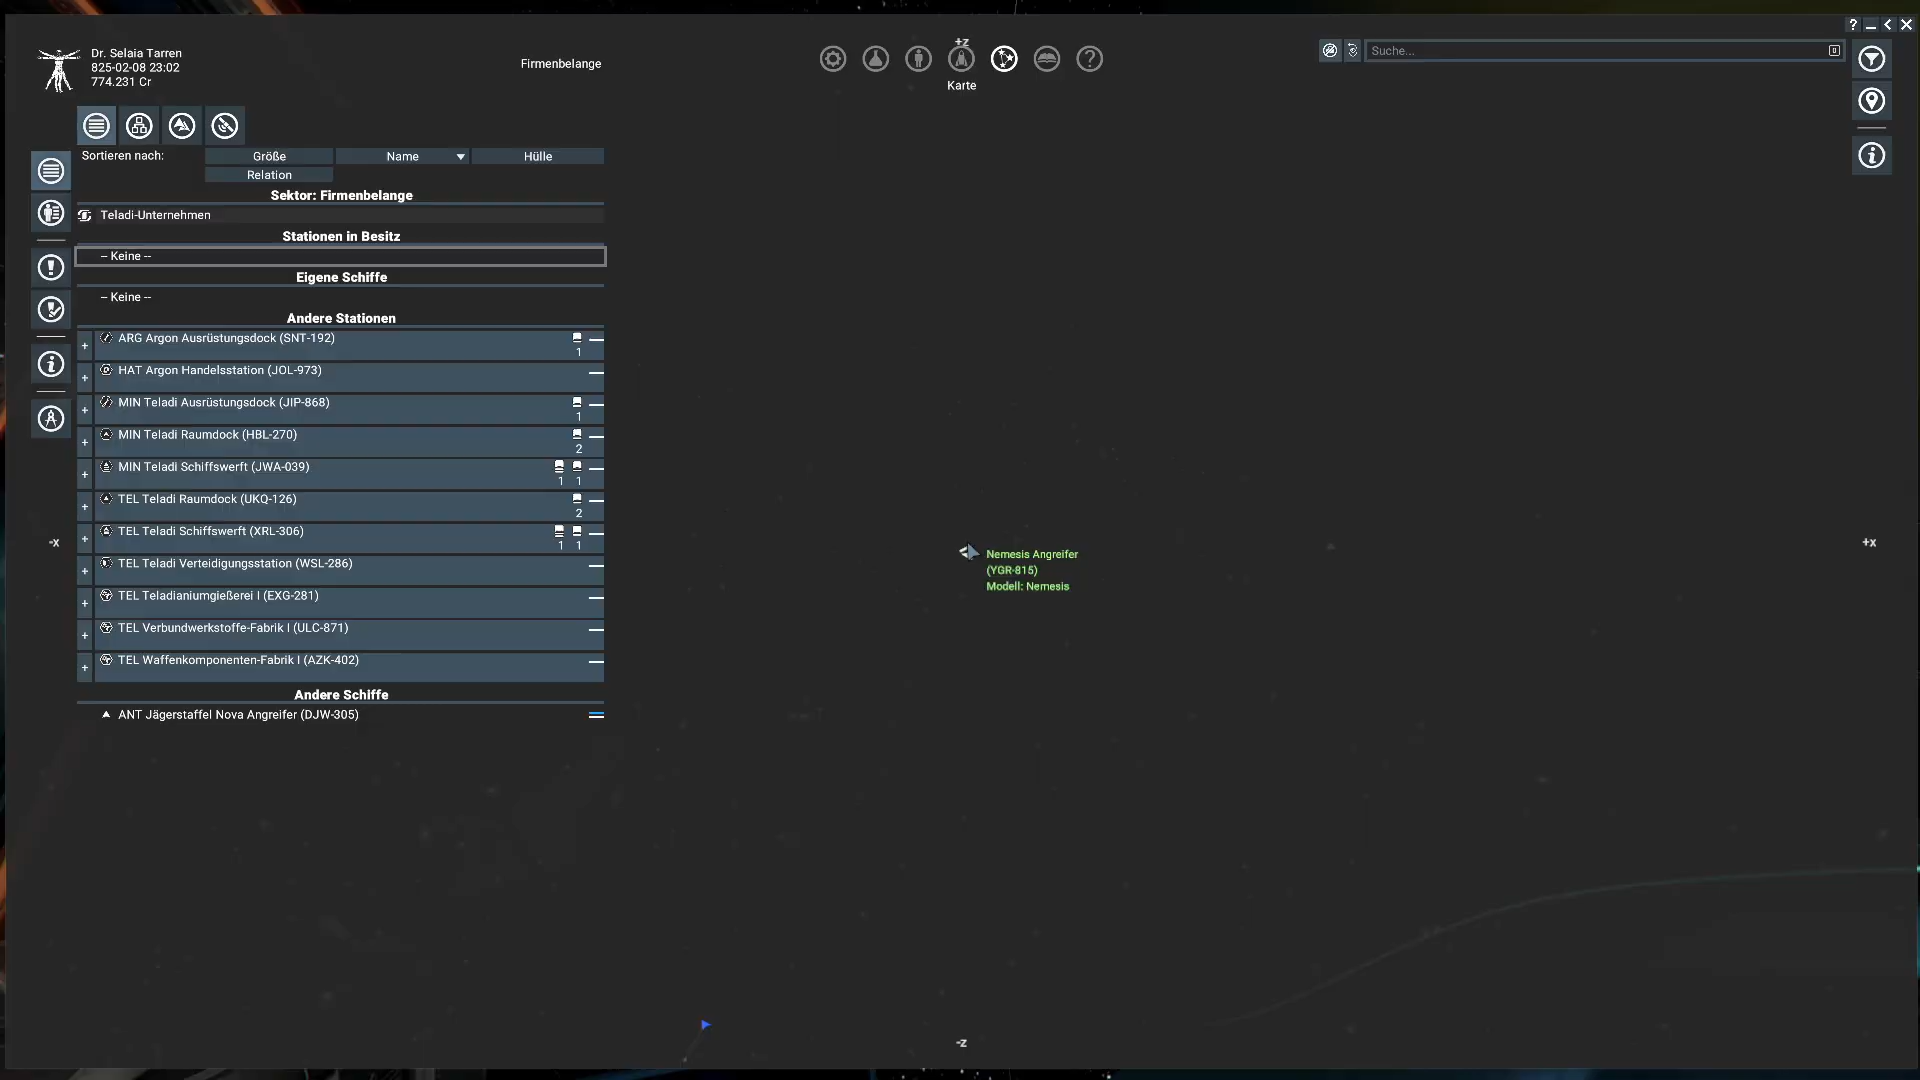 Dr. Selaia Tarren
825-02-08 23:02
774.231 Cr
Firmenbelange
+z
Karte
Suche...
Sortieren nach:
Größe
Name
Hülle
Relation
Sektor: Firmenbelange
Teladi-Unternehmen
Stationen in Besitz
-- Keine --
Eigene Schiffe
-- Keine --
Andere Stationen
+ ARG Argon Ausrüstungsdock (SNT-192) 1
+ HAT Argon Handelsstation (JOL-973)
+ MIN Teladi Ausrüstungsdock (JIP-868) 1
+ MIN Teladi Raumdock (HBL-270) 2
+ MIN Teladi Schiffswerft (JWA-039) 1 1
+ TEL Teladi Raumdock (UKQ-126) 2
+ TEL Teladi Schiffswerft (XRL-306) 1 1
+ TEL Teladi Verteidigungsstation (WSL-286)
+ TEL Teladianiumgießerei I (EXG-281)
+ TEL Verbundwerkstoffe-Fabrik I (ULC-871)
+ TEL Waffenkomponenten-Fabrik I (AZK-402)
Andere Schiffe
ANT Jägerstaffel Nova Angreifer (DJW-305)
-x
+x
Nemesis Angreifer
(YGR-815)
Modell: Nemesis
-z